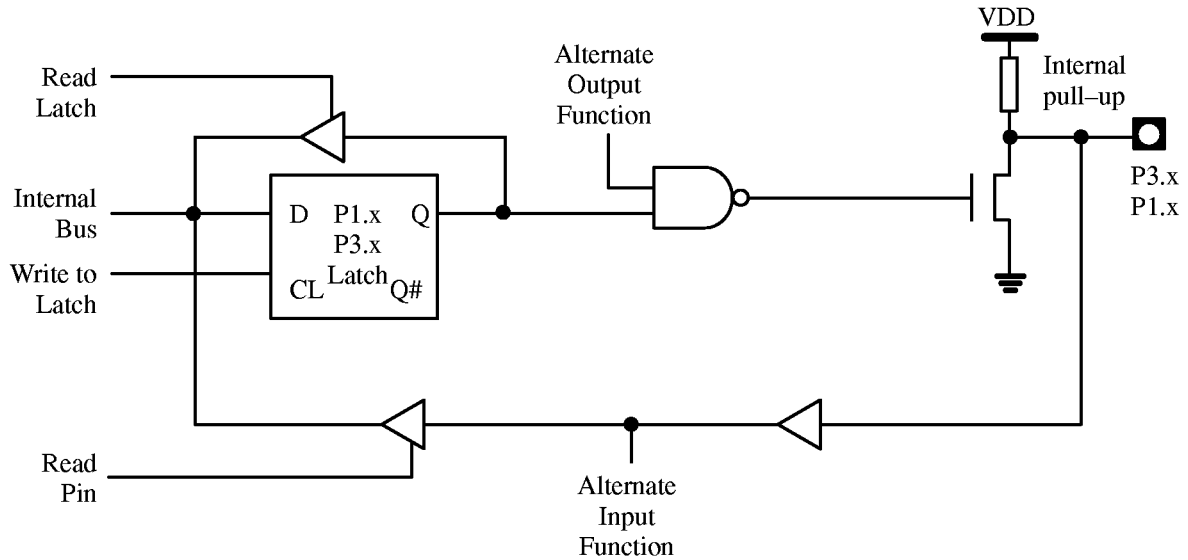 VDD
Alternate
Output
Function
Internal
pull–up
Read
Latch
P3.x
P1.x
Internal
Bus
D P1.x Q
P3.x
Latch
CL Q#
Write to
Latch
Read
Pin
Alternate
Input
Function